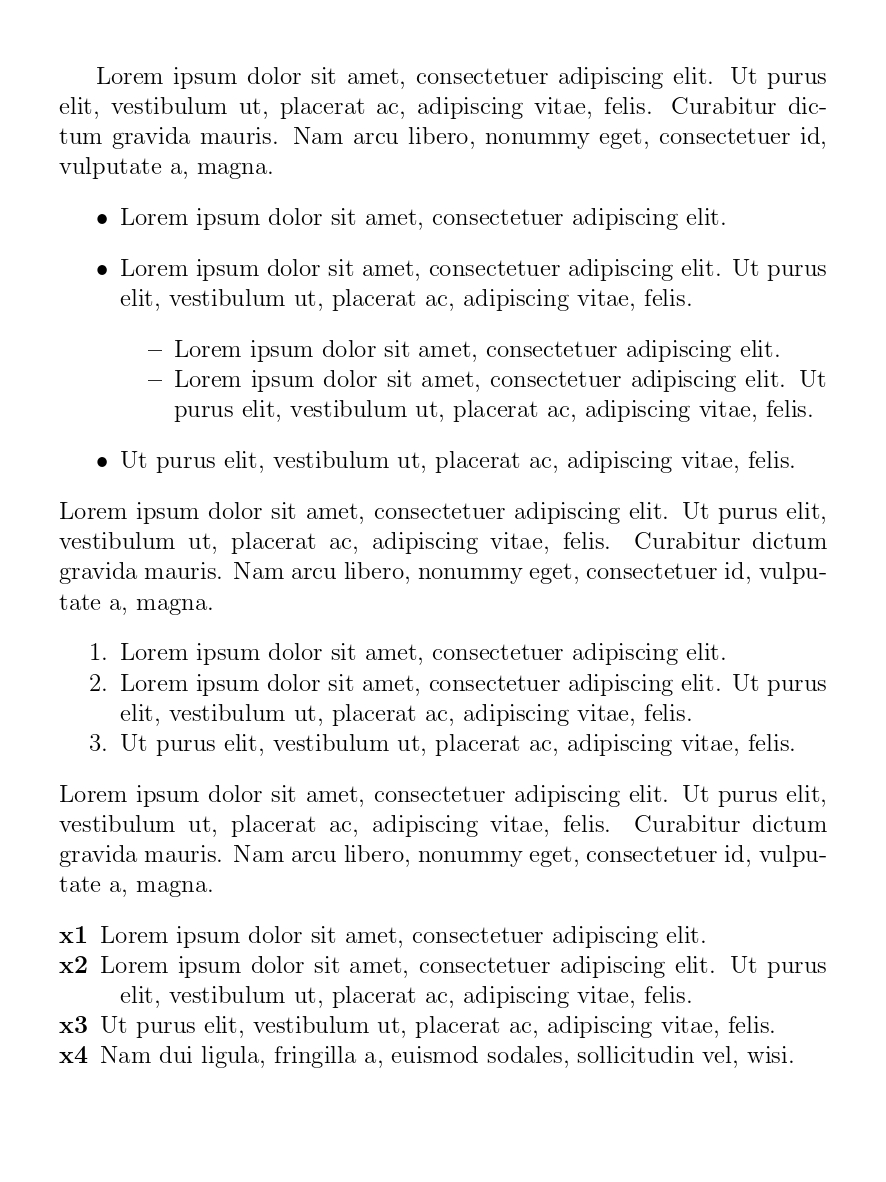 Lorem ipsum dolor sit amet, consectetuer adipiscing elit. Ut purus
elit, vestibulum ut, placerat ac, adipiscing vitae, felis. Curabitur dic-
tum gravida mauris. Nam arcu libero, nonummy eget, consectetuer id,
vulputate a, magna.
• Lorem ipsum dolor sit amet, consectetuer adipiscing elit.
• Lorem ipsum dolor sit amet, consectetuer adipiscing elit. Ut purus
elit, vestibulum ut, placerat ac, adipiscing vitae, felis.
– Lorem ipsum dolor sit amet, consectetuer adipiscing elit.
– Lorem ipsum dolor sit amet, consectetuer adipiscing elit. Ut
purus elit, vestibulum ut, placerat ac, adipiscing vitae, felis.
• Ut purus elit, vestibulum ut, placerat ac, adipiscing vitae, felis.
Lorem ipsum dolor sit amet, consectetuer adipiscing elit. Ut purus elit,
vestibulum ut, placerat ac, adipiscing vitae, felis. Curabitur dictum
gravida mauris. Nam arcu libero, nonummy eget, consectetuer id, vulpu-
tate a, magna.
1. Lorem ipsum dolor sit amet, consectetuer adipiscing elit.
2. Lorem ipsum dolor sit amet, consectetuer adipiscing elit. Ut purus
elit, vestibulum ut, placerat ac, adipiscing vitae, felis.
3. Ut purus elit, vestibulum ut, placerat ac, adipiscing vitae, felis.
Lorem ipsum dolor sit amet, consectetuer adipiscing elit. Ut purus elit,
vestibulum ut, placerat ac, adipiscing vitae, felis. Curabitur dictum
gravida mauris. Nam arcu libero, nonummy eget, consectetuer id, vulpu-
tate a, magna.
x1 Lorem ipsum dolor sit amet, consectetuer adipiscing elit.
x2 Lorem ipsum dolor sit amet, consectetuer adipiscing elit. Ut purus
elit, vestibulum ut, placerat ac, adipiscing vitae, felis.
x3 Ut purus elit, vestibulum ut, placerat ac, adipiscing vitae, felis.
x4 Nam dui ligula, fringilla a, euismod sodales, sollicitudin vel, wisi.